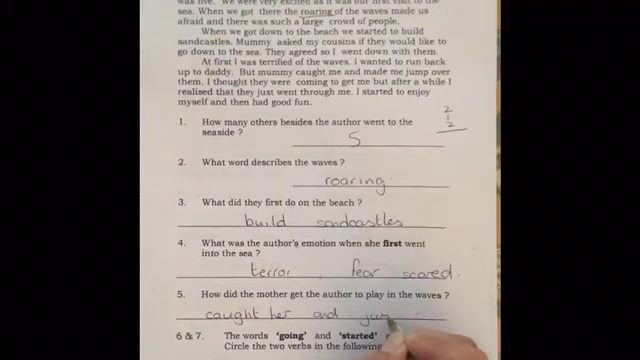 was five. We were very excited as it was our first visit to the
sea. When we got there the roaring of the waves made us
afraid and there was such a large crowd of people.
When we got down to the beach we started to build
sandcastles. Mummy asked my cousins if they would like to
go down to the sea. They agreed so I went down with them.
At first I was terrified of the waves. I wanted to run back
up to daddy. But mummy caught me and made me jump over
them. I thought they were coming to get me but after a while I
realised that they just went through me. I started to enjoy
myself and then had good fun.
2
1. How many others besides the author went to the
1
2
seaside ?
5
2. What word describes the waves ?
roaring
3. What did they first do on the beach ?
build sandcastles
4. What was the author's emotion when she first went
into the sea ?
terror fear scared.
5. How did the mother get the author to play in the waves ?
caught her and
6 & 7. The words 'going' and 'started'
Circle the two verbs in the following